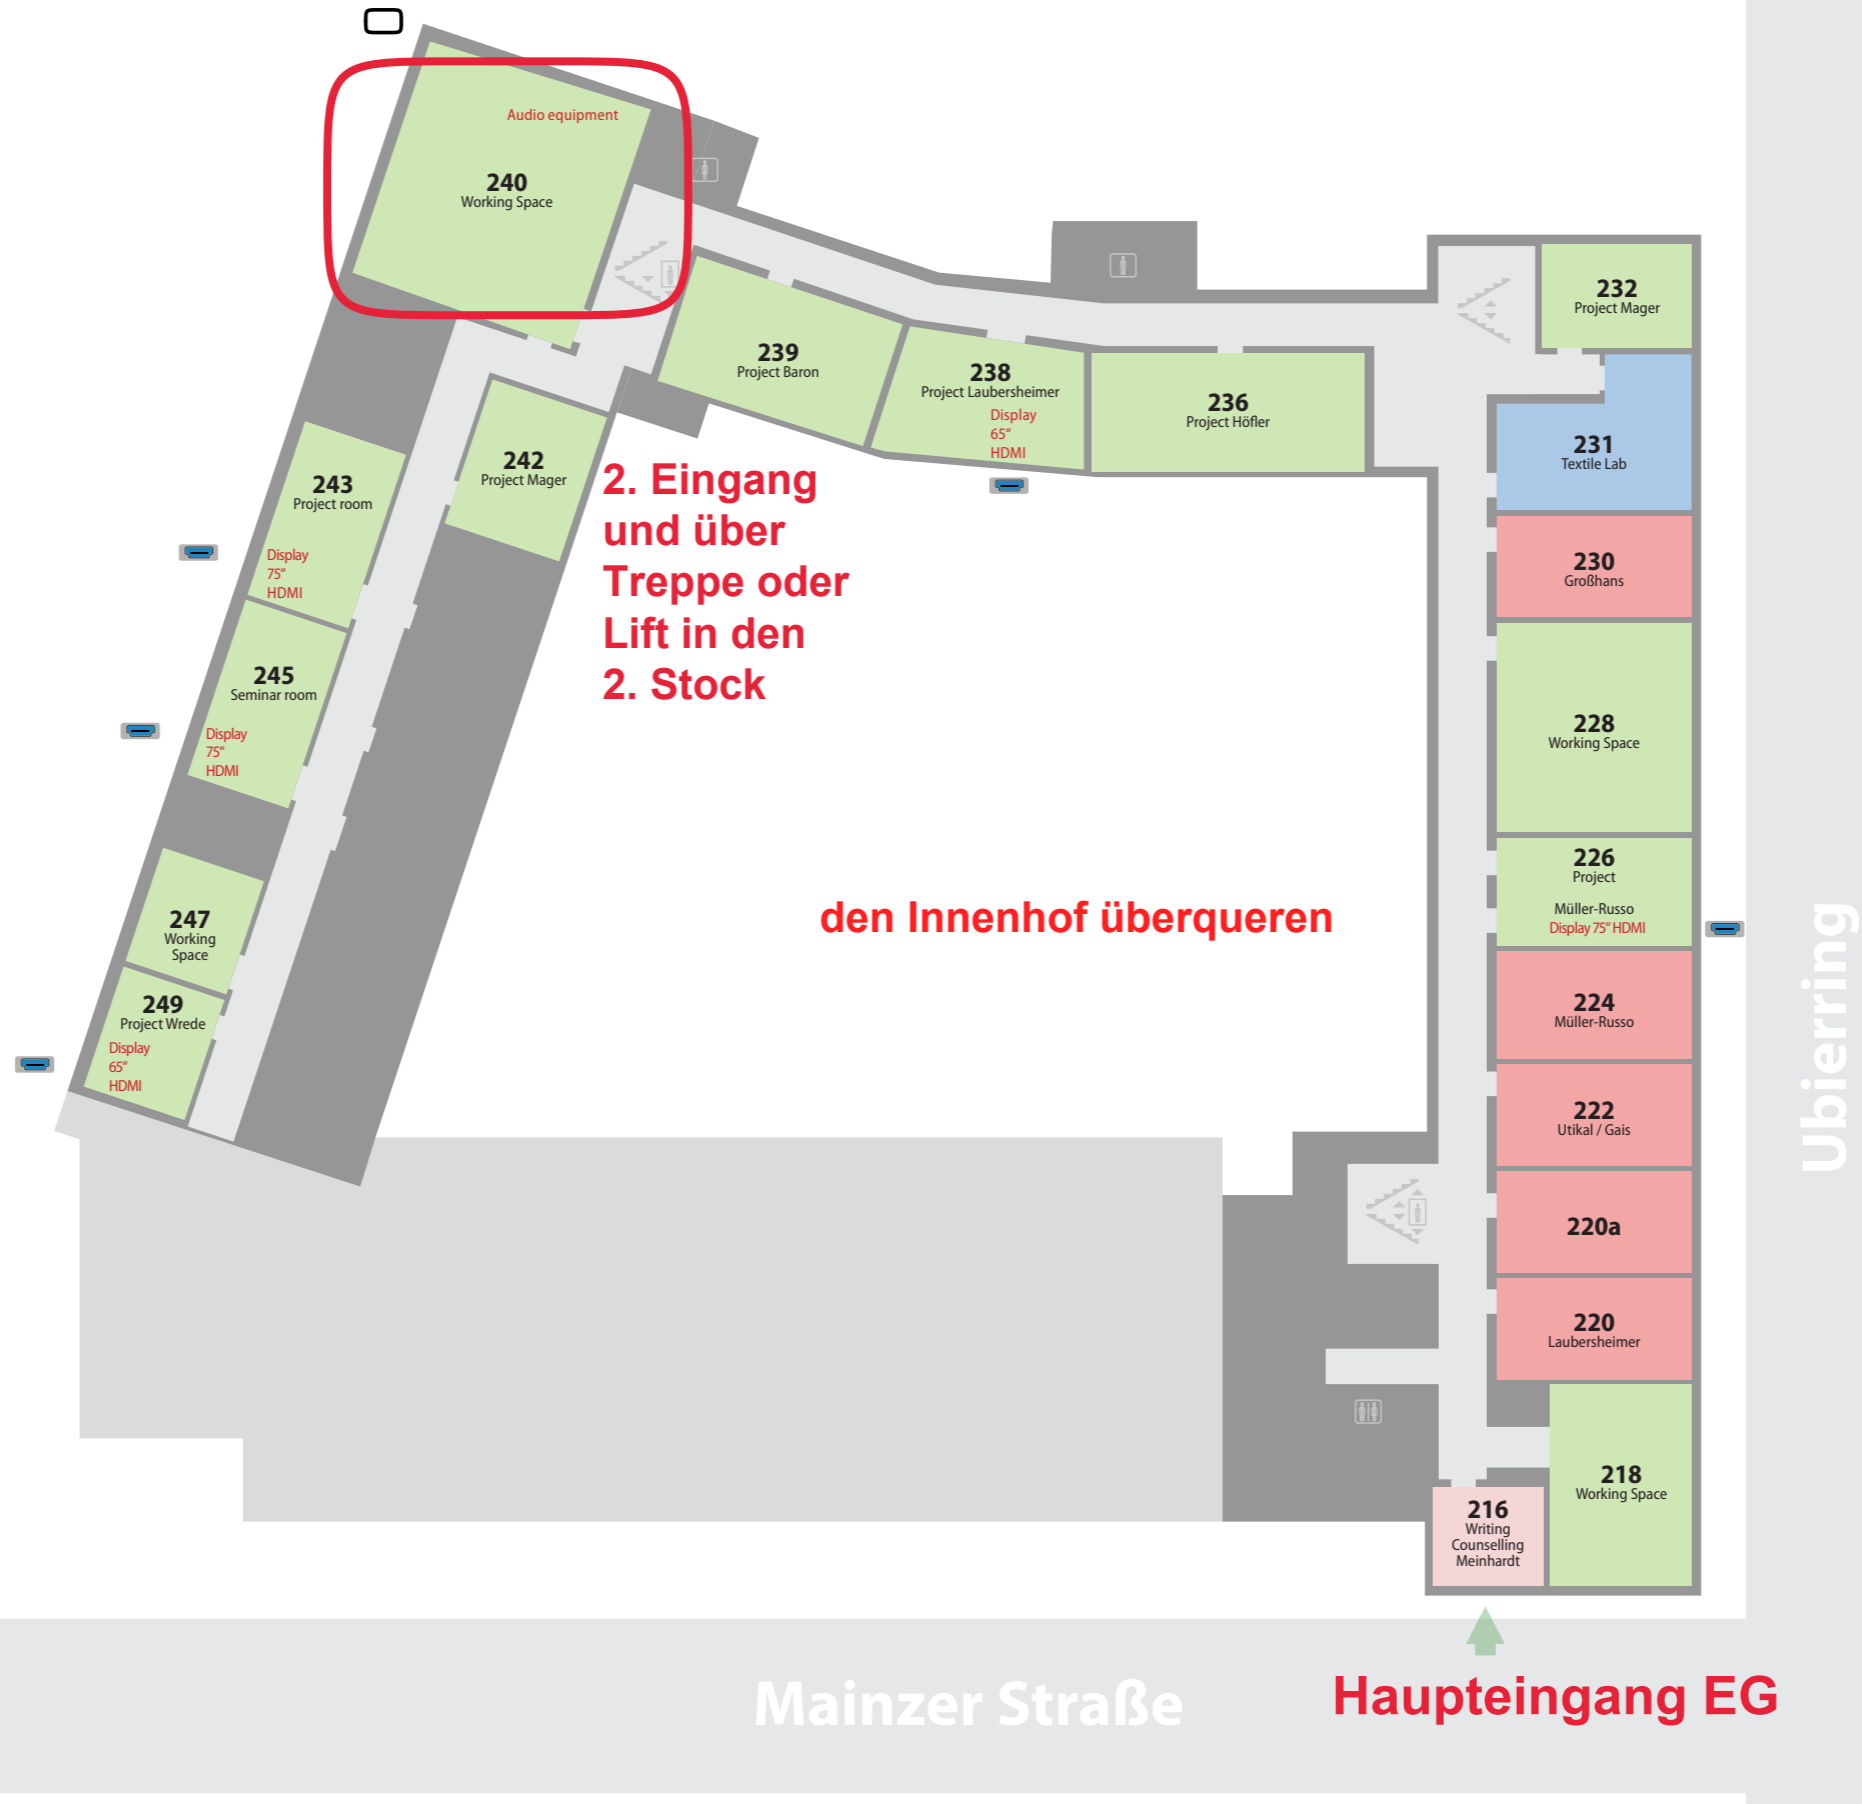 Audio equipment
240
Working Space
232
Project Mager
239
Project Baron
238
Project Laubersheimer
Display
65“
HDMI
236
Project Höfler
231
Textile Lab
242
Project Mager
243
Project room
Display
75“
HDMI
2. Eingang
und über
Treppe oder
Lift in den
2. Stock
230
Großhans
245
Seminar room
Display
75“
HDMI
228
Working Space
226
Project
Müller-Russo
Display 75“ HDMI
den Innenhof überqueren
247
Working
Space
249
Project Wrede
Display
65“
HDMI
224
Müller-Russo
Ubierring
222
Utikal / Gais
220a
220
Laubersheimer
218
Working Space
216
Writing
Counselling
Meinhardt
Mainzer Straße
Haupteingang EG